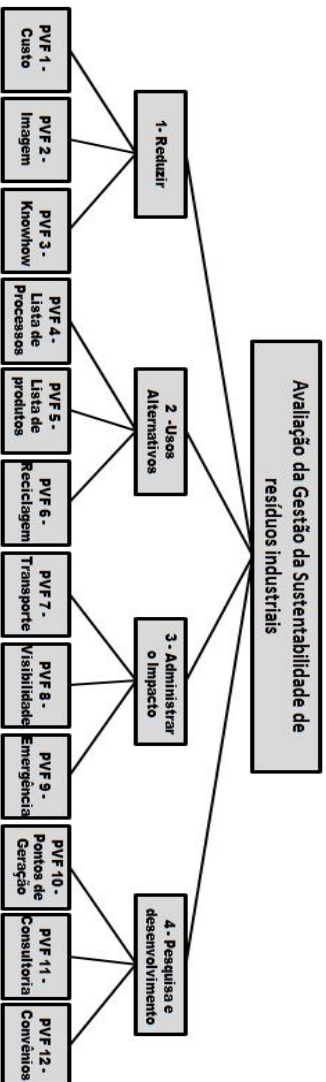 Avaliação da Gestão da Sustentabilidade de
resíduos industriais
1- Reduzir
2 -Usos
Alternativos
3 - Administrar
o Impacto
4 - Pesquisa e
desenvolvimento
PVF 1 -
Custo
PVF 2 -
Imagem
PVF 3 -
Knowhow
PVF 4 -
Lista de
Processos
PVF 5 -
Lista de
produtos
PVF 6 -
Reciclagem
PVF 7 -
Transporte
PVF 8 -
Visibilidade
PVF 9 -
Emergência
PVF 10 -
Pontos de
Geração
PVF 11 -
Consultoria
PVF 12 -
Convênios